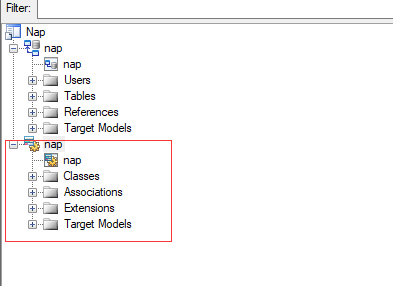 Filter:
Nap
nap
nap
Users
Tables
References
Target Models
nap
nap
Classes
Associations
Extensions
Target Models